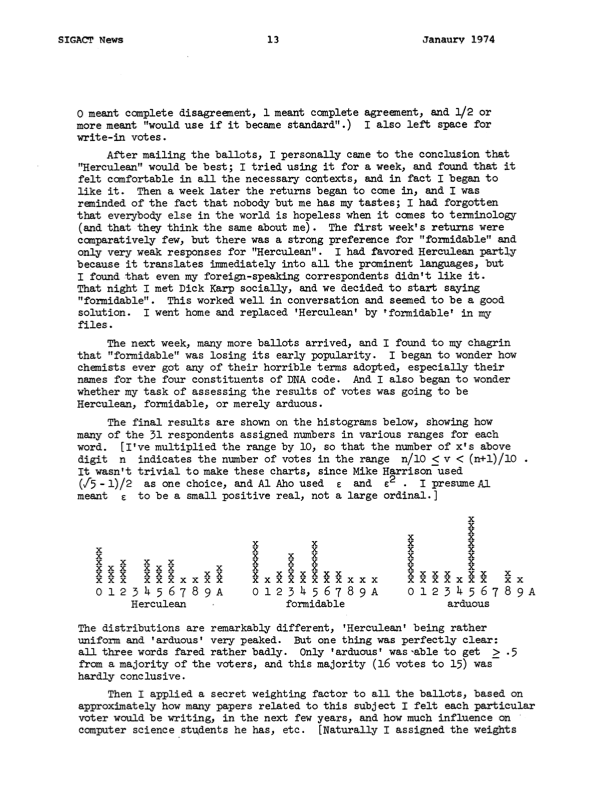 SIGACT News 13 Janaury 1974
0 meant complete disagreement, 1 meant complete agreement, and 1/2 or
more meant "would use if it became standard".) I also left space for
write-in votes.
After mailing the ballots, I personally came to the conclusion that
"Herculean" would be best; I tried using it for a week, and found that it
felt comfortable in all the necessary contexts, and in fact I began to
like it. Then a week later the returns began to come in, and I was
reminded of the fact that nobody but me has my tastes; I had forgotten
that everybody else in the world is hopeless when it comes to terminology
(and that they think the same about me). The first week's returns were
comparatively few, but there was a strong preference for "formidable" and
only very weak responses for "Herculean". I had favored Herculean partly
because it translates immediately into all the prominent languages, but
I found that even my foreign-speaking correspondents didn't like it.
That night I met Dick Karp socially, and we decided to start saying
"formidable". This worked well in conversation and seemed to be a good
solution. I went home and replaced 'Herculean' by 'formidable' in my
files.
The next week, many more ballots arrived, and I found to my chagrin
that "formidable" was losing its early popularity. I began to wonder how
chemists ever got any of their horrible terms adopted, especially their
names for the four constituents of DNA code. And I also began to wonder
whether my task of assessing the results of votes was going to be
Herculean, formidable, or merely arduous.
The final results are shown on the histograms below, showing how
many of the 31 respondents assigned numbers in various ranges for each
word. [I've multiplied the range by 10, so that the number of x's above
digit n indicates the number of votes in the range n/10 ≤ v < (n+1)/10 .
It wasn't trivial to make these charts, since Mike Harrison used
(√5 - 1)/2 as one choice, and Al Aho used ε and ε² . I presume Al
meant ε to be a small positive real, not a large ordinal.]
0 1 2 3 4 5 6 7 8 9 A 0 1 2 3 4 5 6 7 8 9 A 0 1 2 3 4 5 6 7 8 9 A
Herculean formidable arduous
The distributions are remarkably different, 'Herculean' being rather
uniform and 'arduous' very peaked. But one thing was perfectly clear:
all three words fared rather badly. Only 'arduous' was able to get ≥ .5
from a majority of the voters, and this majority (16 votes to 15) was
hardly conclusive.
Then I applied a secret weighting factor to all the ballots, based on
approximately how many papers related to this subject I felt each particular
voter would be writing, in the next few years, and how much influence on
computer science students he has, etc. [Naturally I assigned the weights